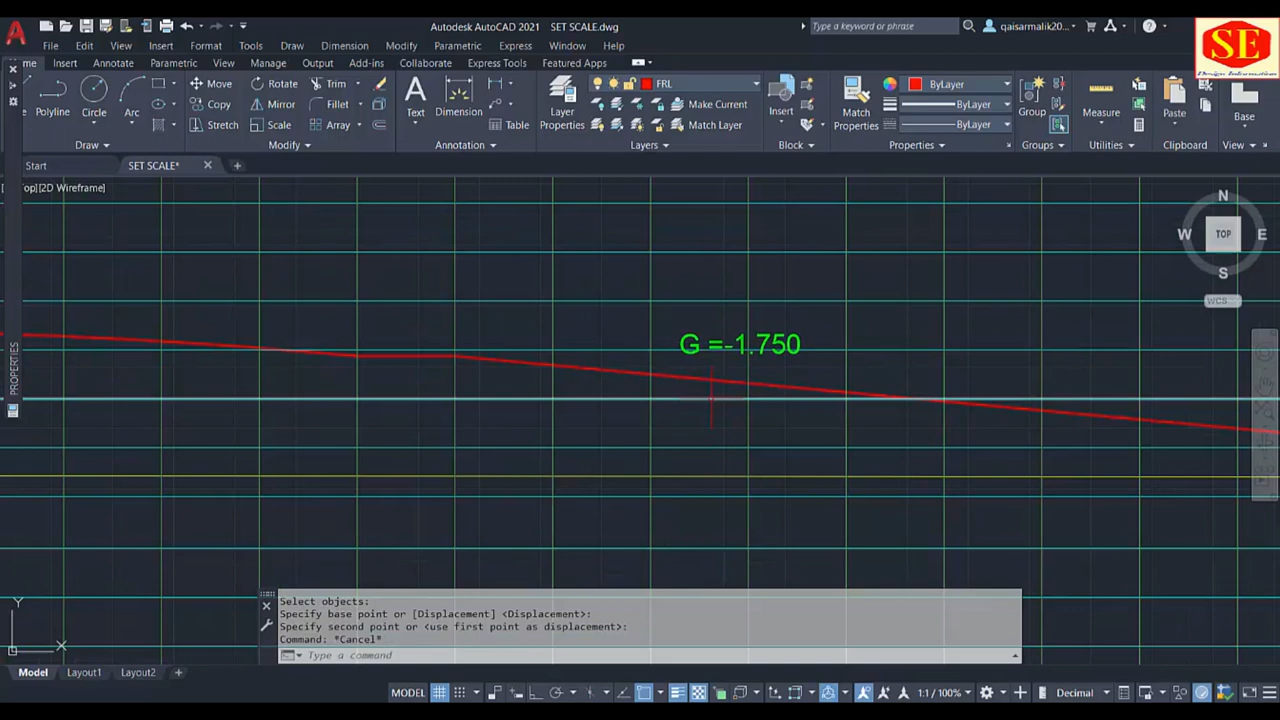 Autodesk AutoCAD 2021 SET SCALE.dwg
Type a keyword or phrase
qaisarmalik20...
SE
Design Information
File Edit View Insert Format Tools Draw Dimension Modify Parametric Express Window Help
me Insert Annotate Parametric View Manage Output Add-ins Collaborate Express Tools Featured Apps
Polyline Circle Arc
Move Rotate Trim
Copy Mirror Fillet
Stretch Scale Array
Text Dimension Table
Layer Properties
FRL
Make Current
Match Layer
Insert
Match Properties
ByLayer
ByLayer
ByLayer
Group
Measure
Paste
Base
Draw Modify Annotation Layers Block Properties Groups Utilities Clipboard View
Start SET SCALE*
op][2D Wireframe]
N
W TOP E
S
WCS
G =-1.750
PROPERTIES
Select objects:
Specify base point or [Displacement] <Displacement>:
Specify second point or <use first point as displacement>:
Command: *Cancel*
Type a command
Y
X
Model Layout1 Layout2
MODEL 1:1 / 100% Decimal